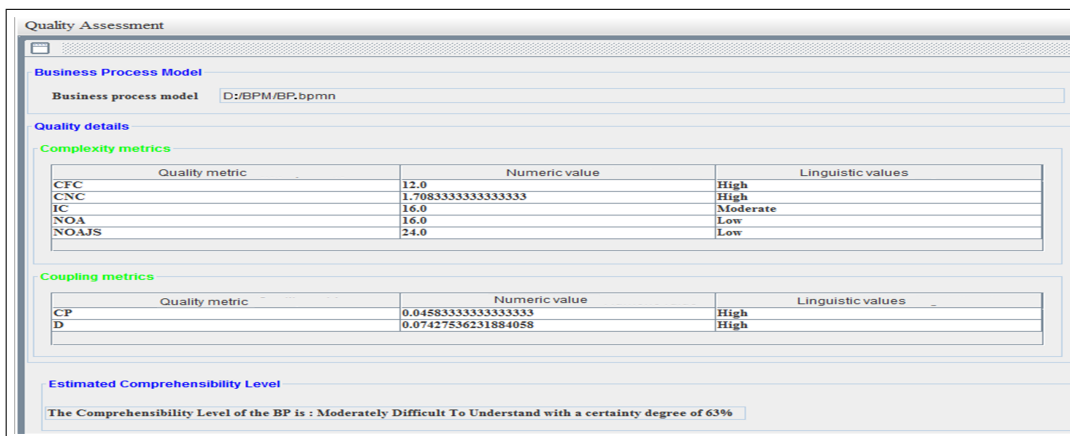 Quality Assessment
Business Process Model
Business process model D:/BPM/BP.bpmn
Quality details
Complexity metrics
Quality metric Numeric value Linguistic values
CFC 12.0 High
CNC 1.7083333333333333 High
IC 16.0 Moderate
NOA 16.0 Low
NOAJS 24.0 Low
Coupling metrics
Quality metric Numeric value Linguistic values
CP 0.04583333333333333 High
D 0.07427536231884058 High
Estimated Comprehensibility Level
The Comprehensibility Level of the BP is : Moderately Difficult To Understand with a certainty degree of 63%